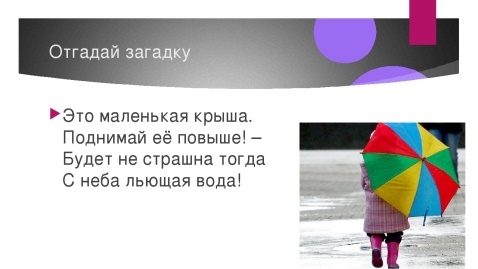 Отгадай загадку
Это маленькая крыша.
Поднимай её повыше! –
Будет не страшна тогда
С неба льющая вода!